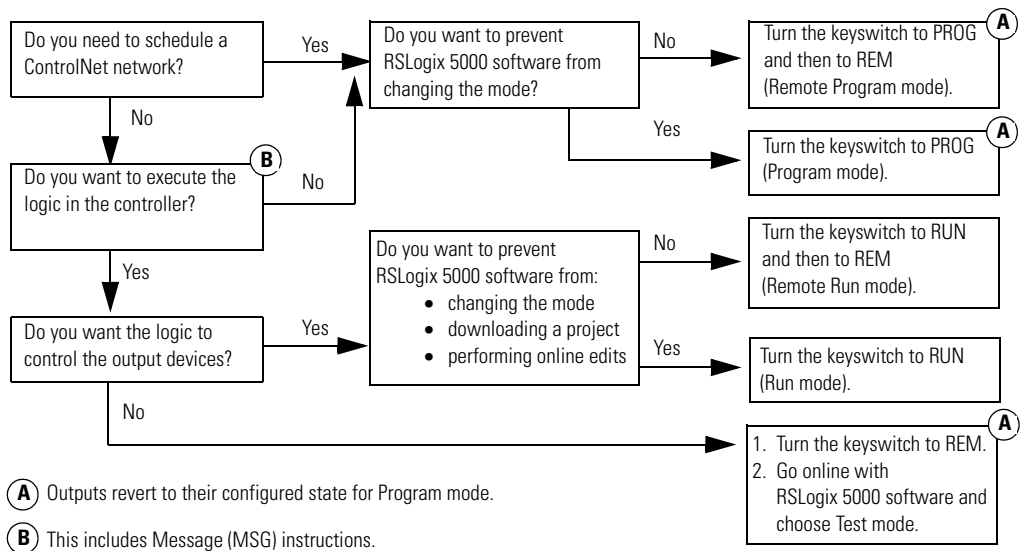 Do you need to schedule a
ControlNet network?
Yes
Do you want to prevent
RSLogix 5000 software from
changing the mode?
No
A
Turn the keyswitch to PROG
and then to REM
(Remote Program mode).
No
Yes
A
Turn the keyswitch to PROG
(Program mode).
B
Do you want to execute the
logic in the controller?
No
Yes
Do you want to prevent
RSLogix 5000 software from:
• changing the mode
• downloading a project
• performing online edits
No
Turn the keyswitch to RUN
and then to REM
(Remote Run mode).
Do you want the logic to
control the output devices?
Yes
Yes
Turn the keyswitch to RUN
(Run mode).
No
A
1. Turn the keyswitch to REM.
2. Go online with
RSLogix 5000 software and
choose Test mode.
A Outputs revert to their configured state for Program mode.
B This includes Message (MSG) instructions.